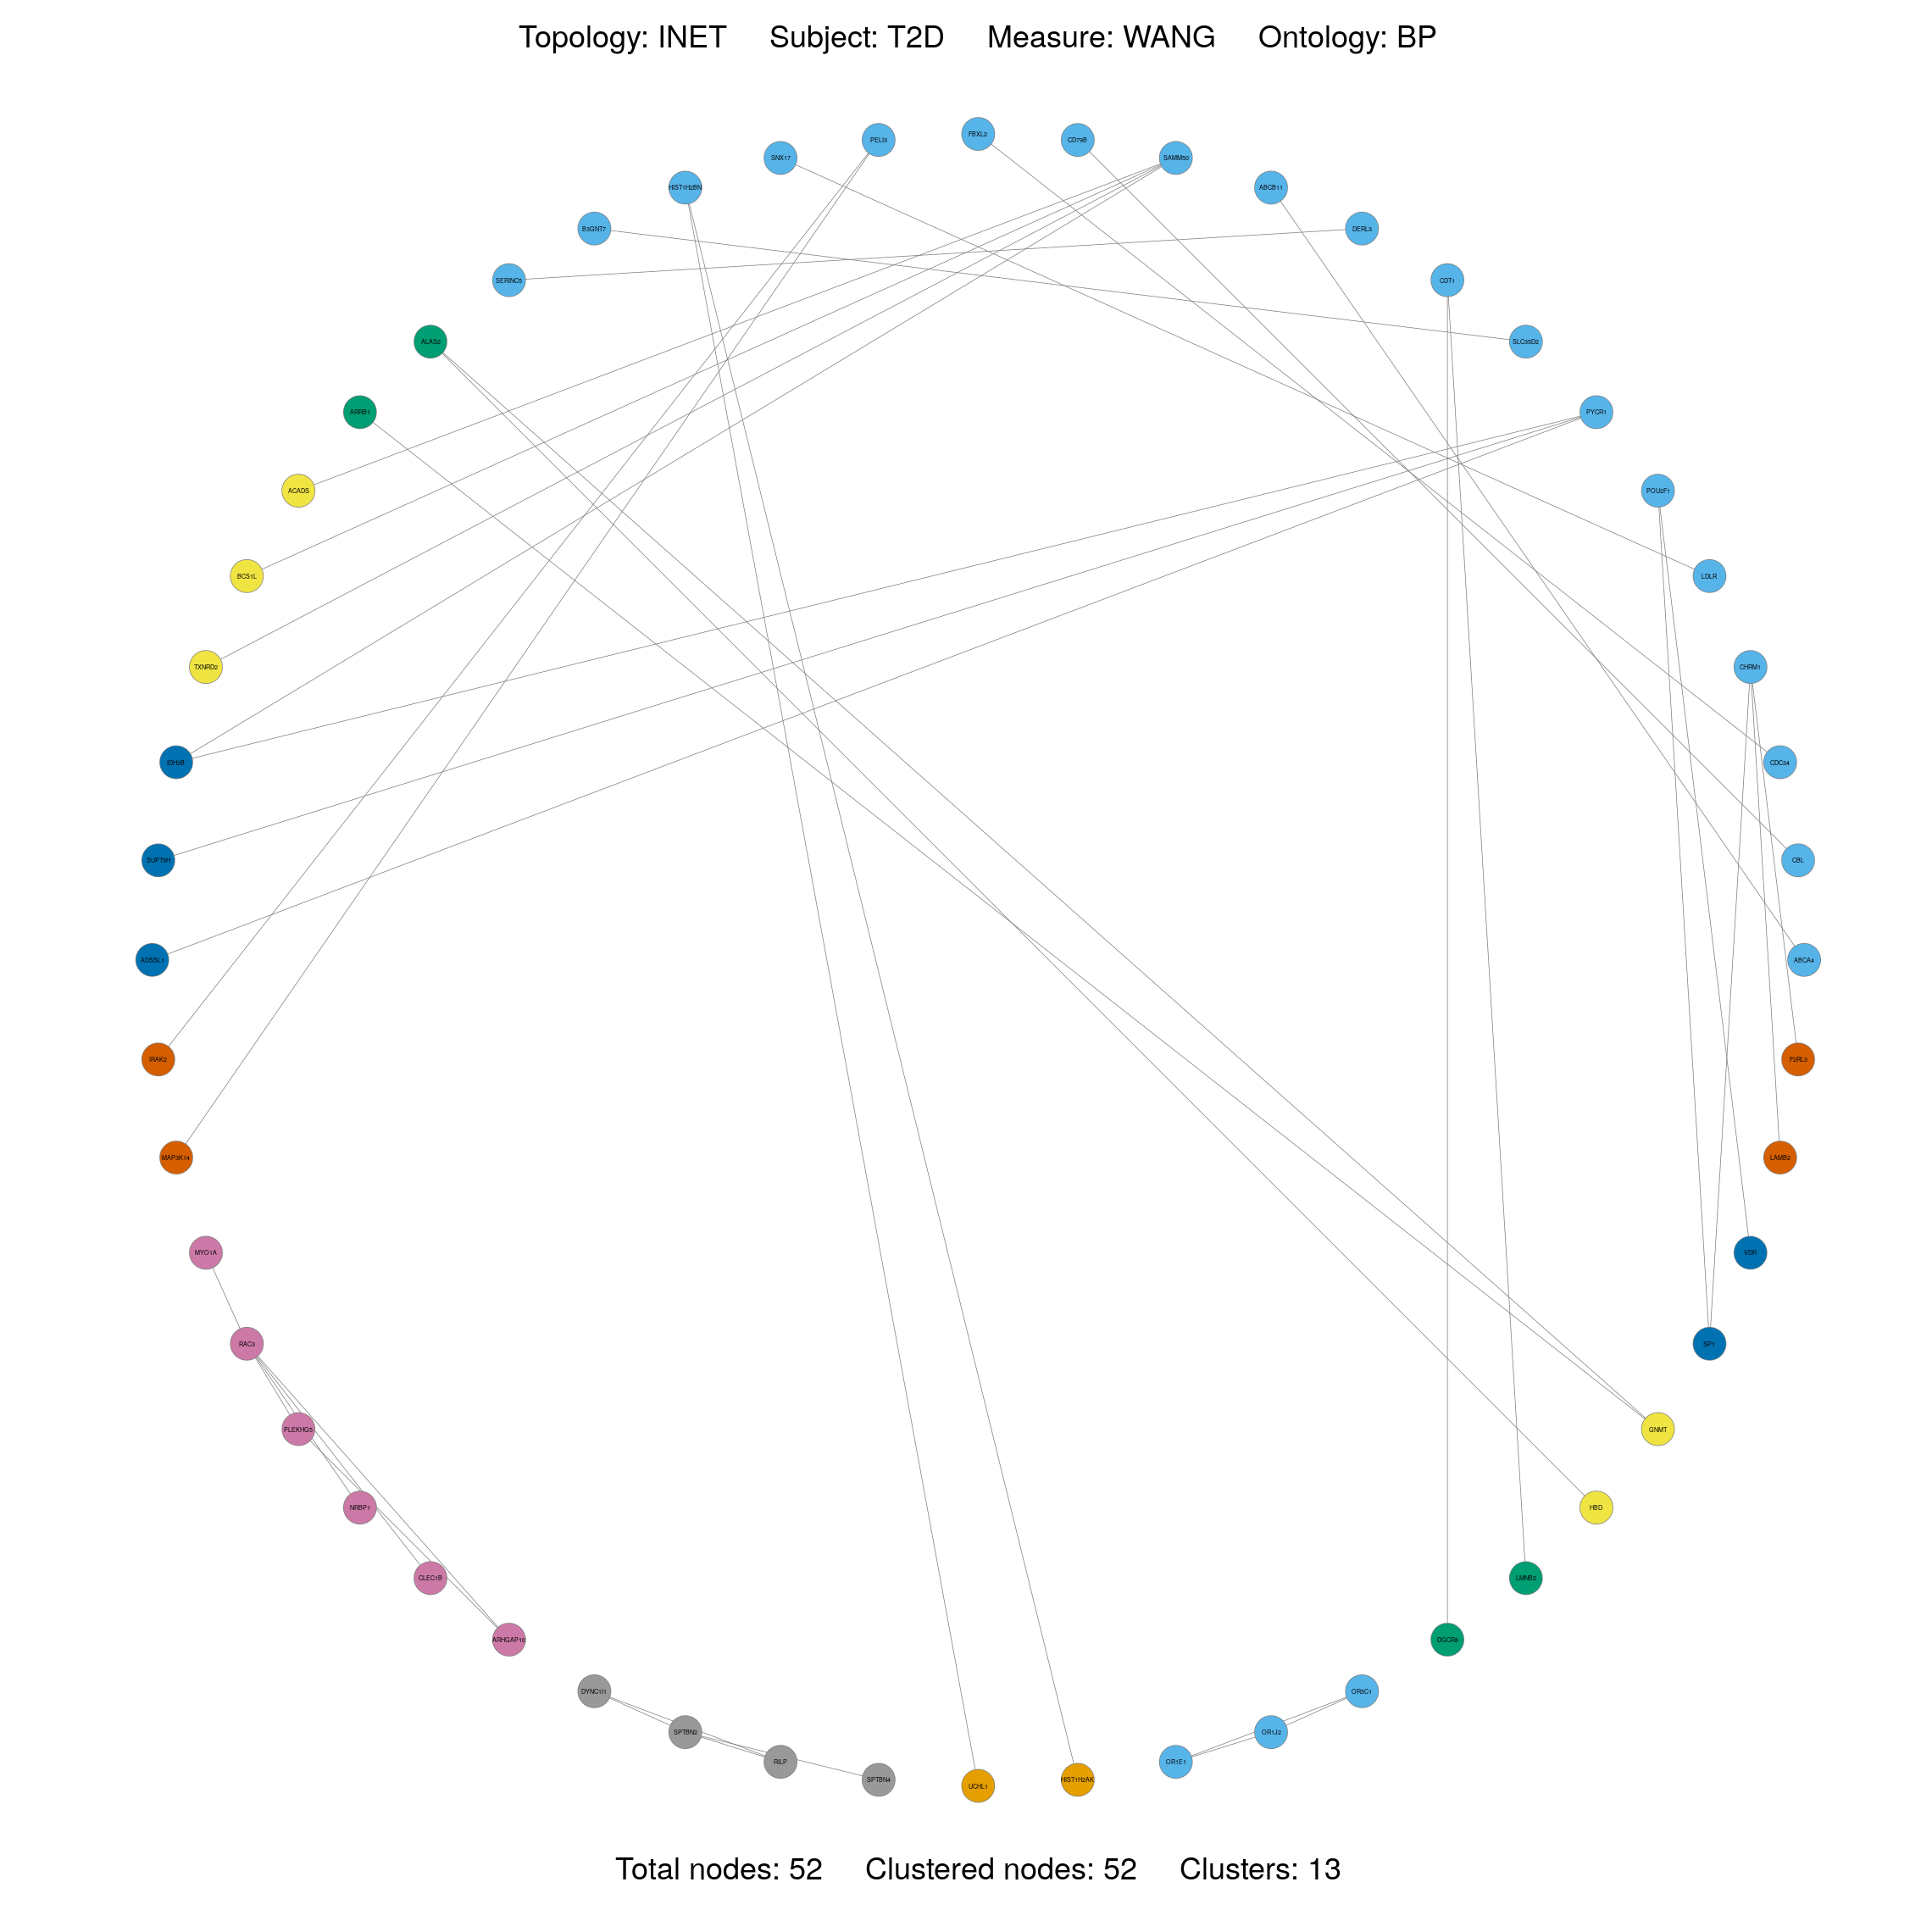 Topology: INET Subject: T2D Measure: WANG Ontology: BP
FBXL2
PELI3
CD79B
SNX17
SAMM50
HIST1H2BN
ABCB11
B3GNT7
DERL3
SERINC5
CDT1
ALAS2
SLC35D2
ARRB1
PYCR1
ACADS
POU2F1
BCS1L
LDLR
TXNRD2
CHRM1
IDH3B
CDC34
SUPT5H
CBL
ADSSL1
ABCA4
IRAK2
F2RL3
MAP3K14
LAMB2
MYO1A
VDR
RAC3
SP1
PLEKHG5
GNMT
NRBP1
HBD
CLEC1B
LMNB2
ARHGAP10
DGCR8
DYNC1I1
OR5C1
SPTBN2
OR1J2
RILP
OR1E1
SPTBN4
HIST1H2AK
UCHL1
Total nodes: 52 Clustered nodes: 52 Clusters: 13